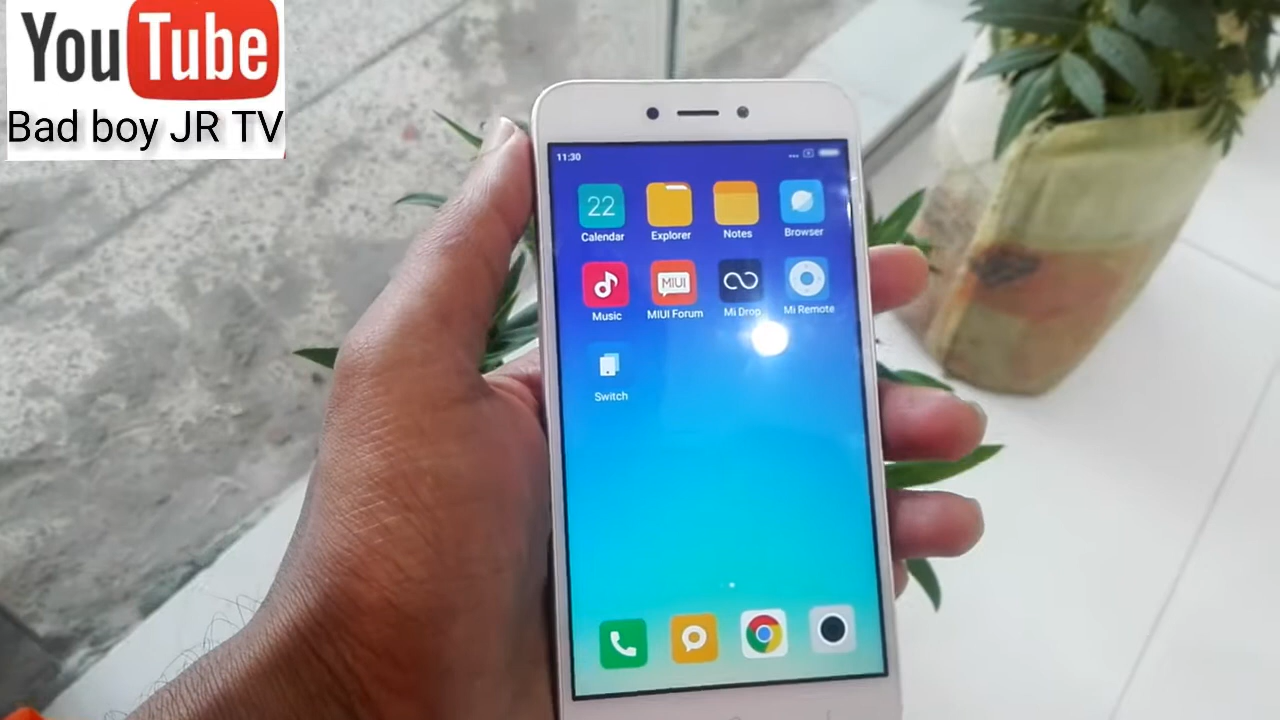 YouTube
Bad boy JR TV
11:30
22
Calendar
Explorer
Notes
Browser
MIUI
Music
MIUI Forum
Mi Drop
Mi Remote
Switch